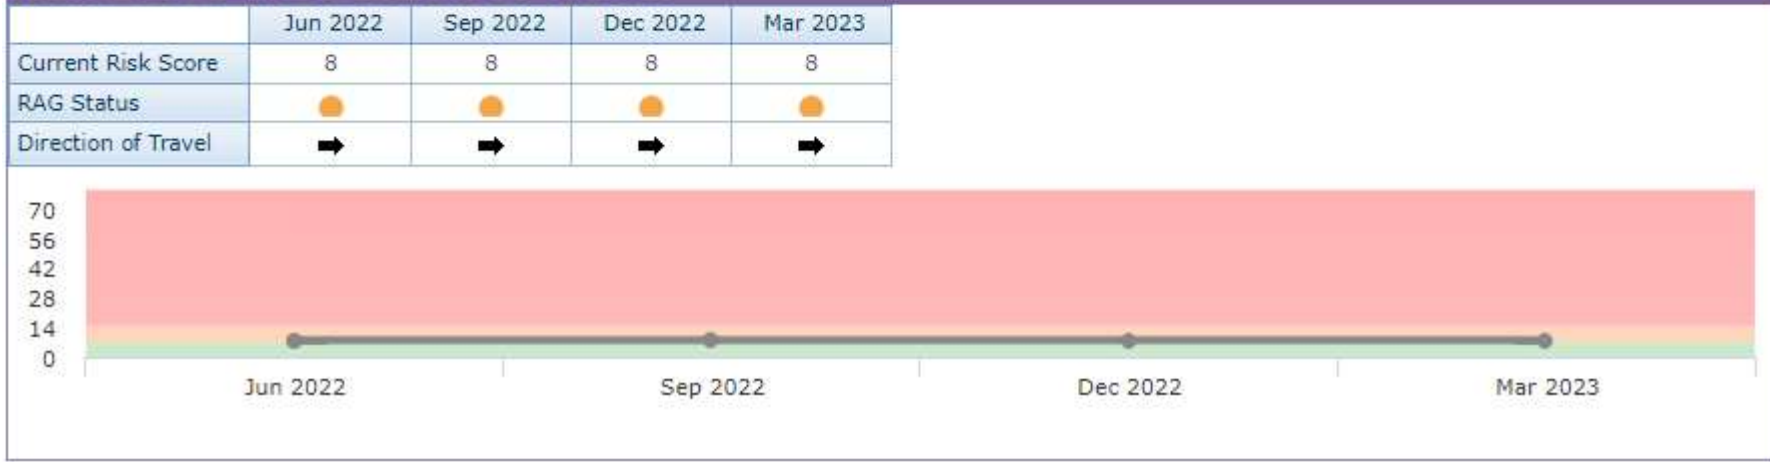 Jun 2022 Sep 2022 Dec 2022 Mar 2023
Current Risk Score 8 8 8 8
RAG Status
Direction of Travel
70
56
42
28
14
0
Jun 2022 Sep 2022 Dec 2022 Mar 2023